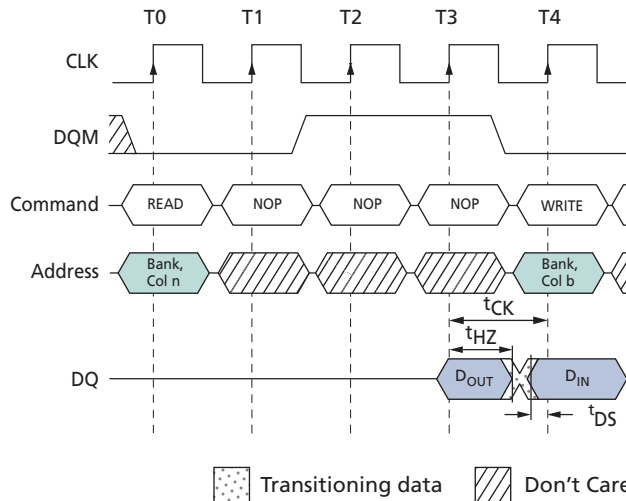 T0 T1 T2 T3 T4
CLK
DQM
Command READ NOP NOP NOP WRITE
Address Bank, Col n Bank, Col b
tCK
tHZ
DQ DOUT DIN
tDS
Transitioning data Don't Care